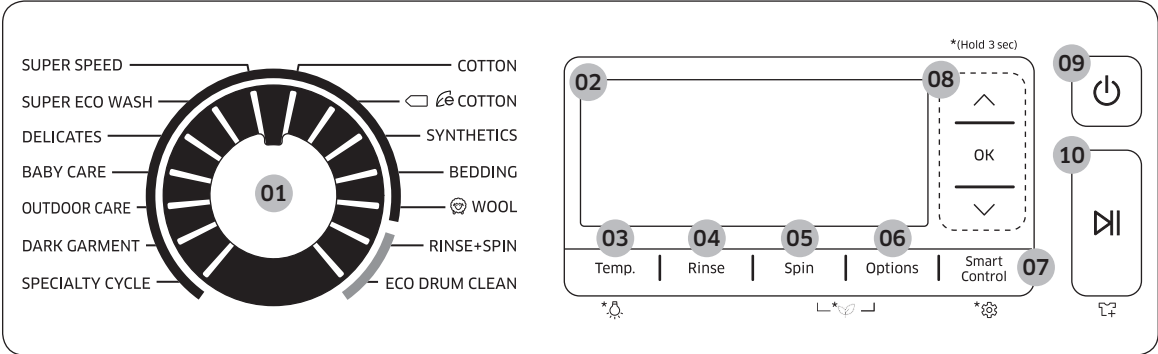 *(Hold 3 sec)
SUPER SPEED
COTTON
SUPER ECO WASH
COTTON
DELICATES
SYNTHETICS
BABY CARE
BEDDING
OUTDOOR CARE
WOOL
DARK GARMENT
RINSE+SPIN
SPECIALTY CYCLE
ECO DRUM CLEAN
01
02
08
OK
09
10
03
04
05
06
Temp.
Rinse
Spin
Options
Smart
Control
07
*
*
*